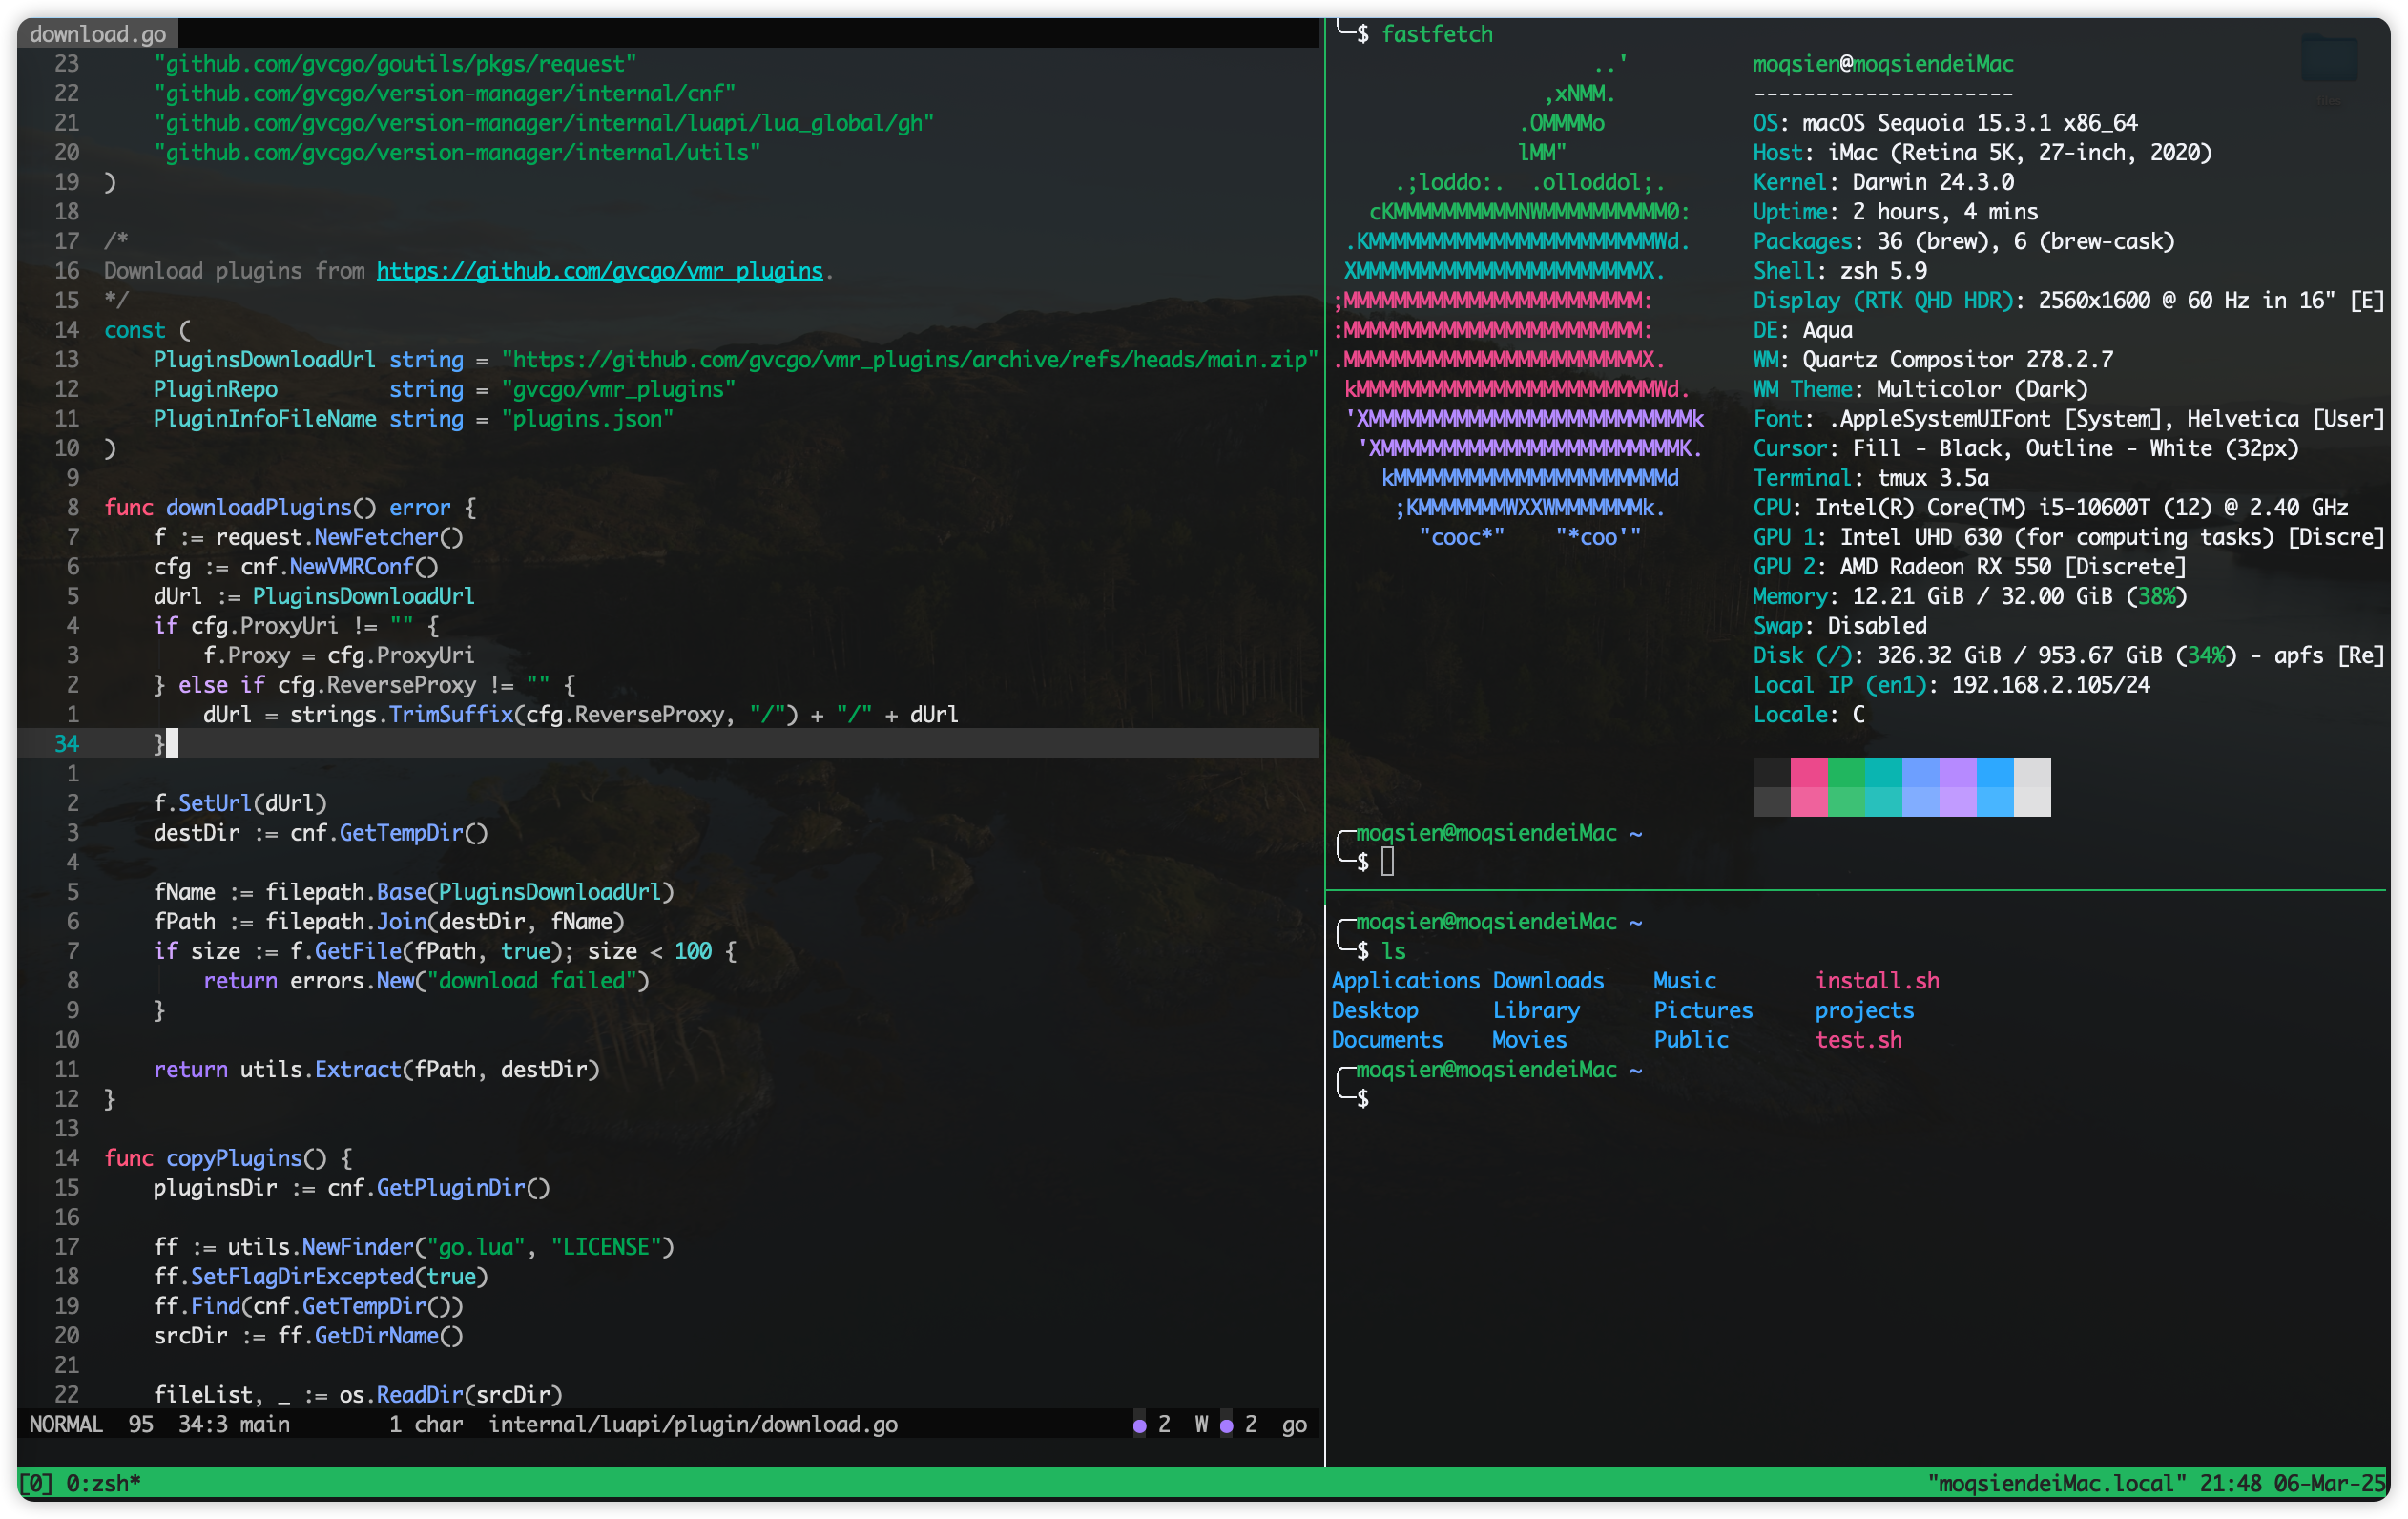 download.go
23 "github.com/gvcgo/goutils/pkgs/request"
22 "github.com/gvcgo/version-manager/internal/cnf"
21 "github.com/gvcgo/version-manager/internal/luapi/lua_global/gh"
20 "github.com/gvcgo/version-manager/internal/utils"
19 )
18
17 /*
16 Download plugins from https://github.com/gvcgo/vmr_plugins.
15 */
14 const (
13 PluginsDownloadUrl string = "https://github.com/gvcgo/vmr_plugins/archive/refs/heads/main.zip"
12 PluginRepo string = "gvcgo/vmr_plugins"
11 PluginInfoFileName string = "plugins.json"
10 )
9
8 func downloadPlugins() error {
7 f := request.NewFetcher()
6 cfg := cnf.NewVMRConf()
5 dUrl := PluginsDownloadUrl
4 if cfg.ProxyUri != "" {
3 f.Proxy = cfg.ProxyUri
2 } else if cfg.ReverseProxy != "" {
1 dUrl = strings.TrimSuffix(cfg.ReverseProxy, "/") + "/" + dUrl
34 }
1
2 f.SetUrl(dUrl)
3 destDir := cnf.GetTempDir()
4
5 fName := filepath.Base(PluginsDownloadUrl)
6 fPath := filepath.Join(destDir, fName)
7 if size := f.GetFile(fPath, true); size < 100 {
8 return errors.New("download failed")
9 }
10
11 return utils.Extract(fPath, destDir)
12 }
13
14 func copyPlugins() {
15 pluginsDir := cnf.GetPluginDir()
16
17 ff := utils.NewFinder("go.lua", "LICENSE")
18 ff.SetFlagDirExcepted(true)
19 ff.Find(cnf.GetTempDir())
20 srcDir := ff.GetDirName()
21
22 fileList, _ := os.ReadDir(srcDir)
NORMAL 95 34:3 main 1 char internal/luapi/plugin/download.go ● 2 W ● 2 go
╰─$ fastfetch
..'
,xNMM.
.OMMMMo
lMM"
.;loddo:. .olloddol;.
cKMMMMMMMMMMNWMMMMMMMMMM0:
.KMMMMMMMMMMMMMMMMMMMMMMMWd.
XMMMMMMMMMMMMMMMMMMMMMMMX.
;MMMMMMMMMMMMMMMMMMMMMMMM:
:MMMMMMMMMMMMMMMMMMMMMMMM:
.MMMMMMMMMMMMMMMMMMMMMMMMX.
kMMMMMMMMMMMMMMMMMMMMMMMMWd.
'XMMMMMMMMMMMMMMMMMMMMMMMMMMk
'XMMMMMMMMMMMMMMMMMMMMMMMMK.
kMMMMMMMMMMMMMMMMMMMMMMd
;KMMMMMMMWXXWMMMMMMMk.
"cooc*" "*coo'"
moqsien@moqsiendeiMac
---------------------
OS: macOS Sequoia 15.3.1 x86_64
Host: iMac (Retina 5K, 27-inch, 2020)
Kernel: Darwin 24.3.0
Uptime: 2 hours, 4 mins
Packages: 36 (brew), 6 (brew-cask)
Shell: zsh 5.9
Display (RTK QHD HDR): 2560x1600 @ 60 Hz in 16" [E]
DE: Aqua
WM: Quartz Compositor 278.2.7
WM Theme: Multicolor (Dark)
Font: .AppleSystemUIFont [System], Helvetica [User]
Cursor: Fill - Black, Outline - White (32px)
Terminal: tmux 3.5a
CPU: Intel(R) Core(TM) i5-10600T (12) @ 2.40 GHz
GPU 1: Intel UHD 630 (for computing tasks) [Discre]
GPU 2: AMD Radeon RX 550 [Discrete]
Memory: 12.21 GiB / 32.00 GiB (38%)
Swap: Disabled
Disk (/): 326.32 GiB / 953.67 GiB (34%) - apfs [Re]
Local IP (en1): 192.168.2.105/24
Locale: C
╭─moqsien@moqsiendeiMac ~
╰─$
╭─moqsien@moqsiendeiMac ~
╰─$ ls
Applications Downloads Music install.sh
Desktop Library Pictures projects
Documents Movies Public test.sh
╭─moqsien@moqsiendeiMac ~
╰─$
[0] 0:zsh* "moqsiendeiMac.local" 21:48 06-Mar-25